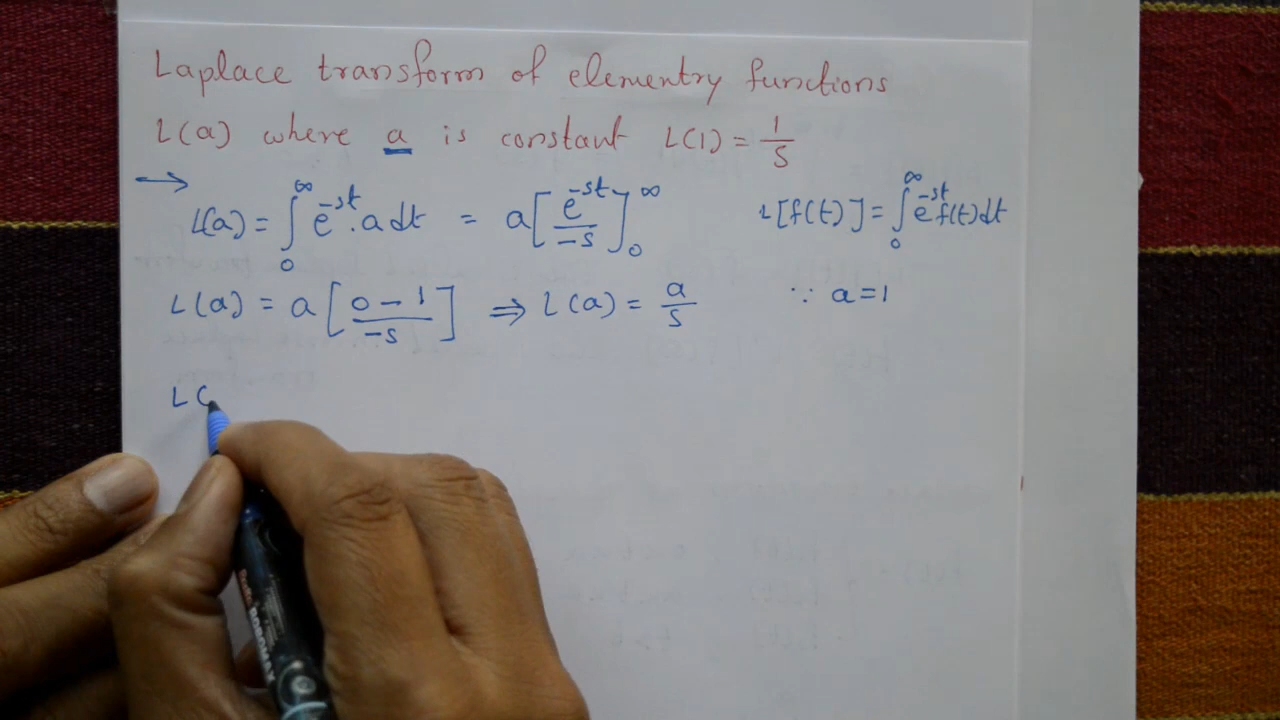 Laplace transform of elementry functions
L(a) where a is constant L(1) = 1/s
→ L(a) = ∫₀^∞ e^{-st} . a dt = a [e^{-st}/-s]₀^∞
L[f(t)] = ∫₀^∞ e^{-st} f(t) dt
L(a) = a [0 - 1/-s] ⇒ L(a) = a/s
∵ a = 1
L (
ROBOMAX